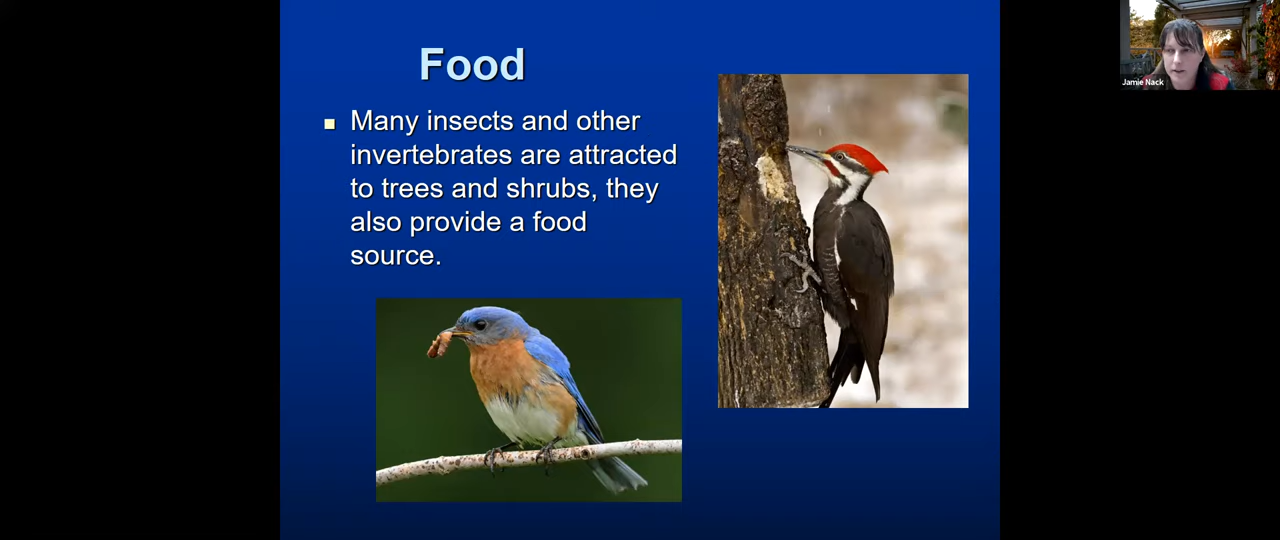 Food
Many insects and other
invertebrates are attracted
to trees and shrubs, they
also provide a food
source.
Jamie Nack